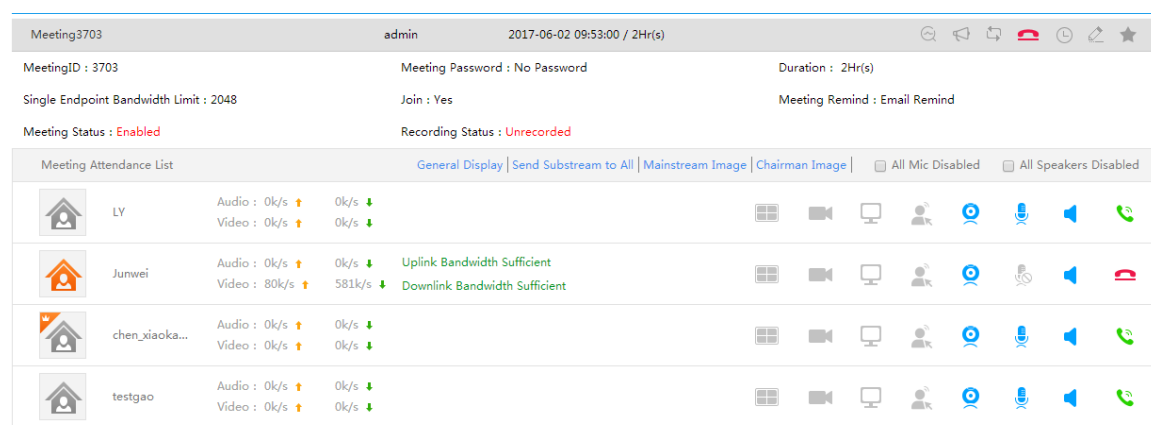 Meeting3703 admin 2017-06-02 09:53:00 / 2Hr(s)
MeetingID : 3703 Meeting Password : No Password Duration : 2Hr(s)
Single Endpoint Bandwidth Limit : 2048 Join : Yes Meeting Remind : Email Remind
Meeting Status : Enabled Recording Status : Unrecorded
Meeting Attendance List General Display | Send Substream to All | Mainstream Image | Chairman Image | All Mic Disabled All Speakers Disabled
LY
Audio : 0k/s 0k/s
Video : 0k/s 0k/s
Junwei
Audio : 0k/s 0k/s Uplink Bandwidth Sufficient
Video : 80k/s 581k/s Downlink Bandwidth Sufficient
chen_xiaoka...
Audio : 0k/s 0k/s
Video : 0k/s 0k/s
testgao
Audio : 0k/s 0k/s
Video : 0k/s 0k/s